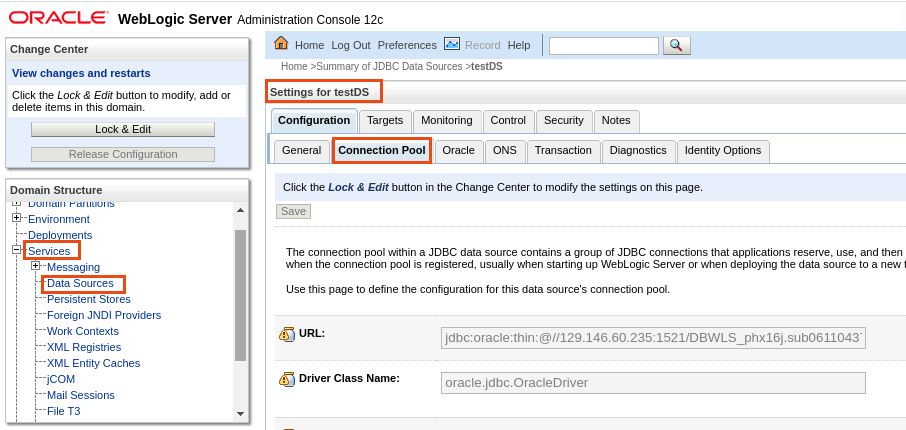 ORACLE WebLogic Server Administration Console 12c
Change Center
View changes and restarts
Click the Lock & Edit button to modify, add or
delete items in this domain.
Lock & Edit
Release Configuration
Domain Structure
Domain Partitions
Environment
Deployments
Services
Messaging
Data Sources
Persistent Stores
Foreign JNDI Providers
Work Contexts
XML Registries
XML Entity Caches
jCOM
Mail Sessions
File T3
Home Log Out Preferences Record Help
Home >Summary of JDBC Data Sources >testDS
Settings for testDS
Configuration Targets Monitoring Control Security Notes
General Connection Pool Oracle ONS Transaction Diagnostics Identity Options
Click the Lock & Edit button in the Change Center to modify the settings on this page.
Save
The connection pool within a JDBC data source contains a group of JDBC connections that applications reserve, use, and then
when the connection pool is registered, usually when starting up WebLogic Server or when deploying the data source to a new
Use this page to define the configuration for this data source's connection pool.
URL: jdbc:oracle:thin:@//129.146.60.235:1521/DBWLS_phx16j.sub06110437
Driver Class Name: oracle.jdbc.OracleDriver